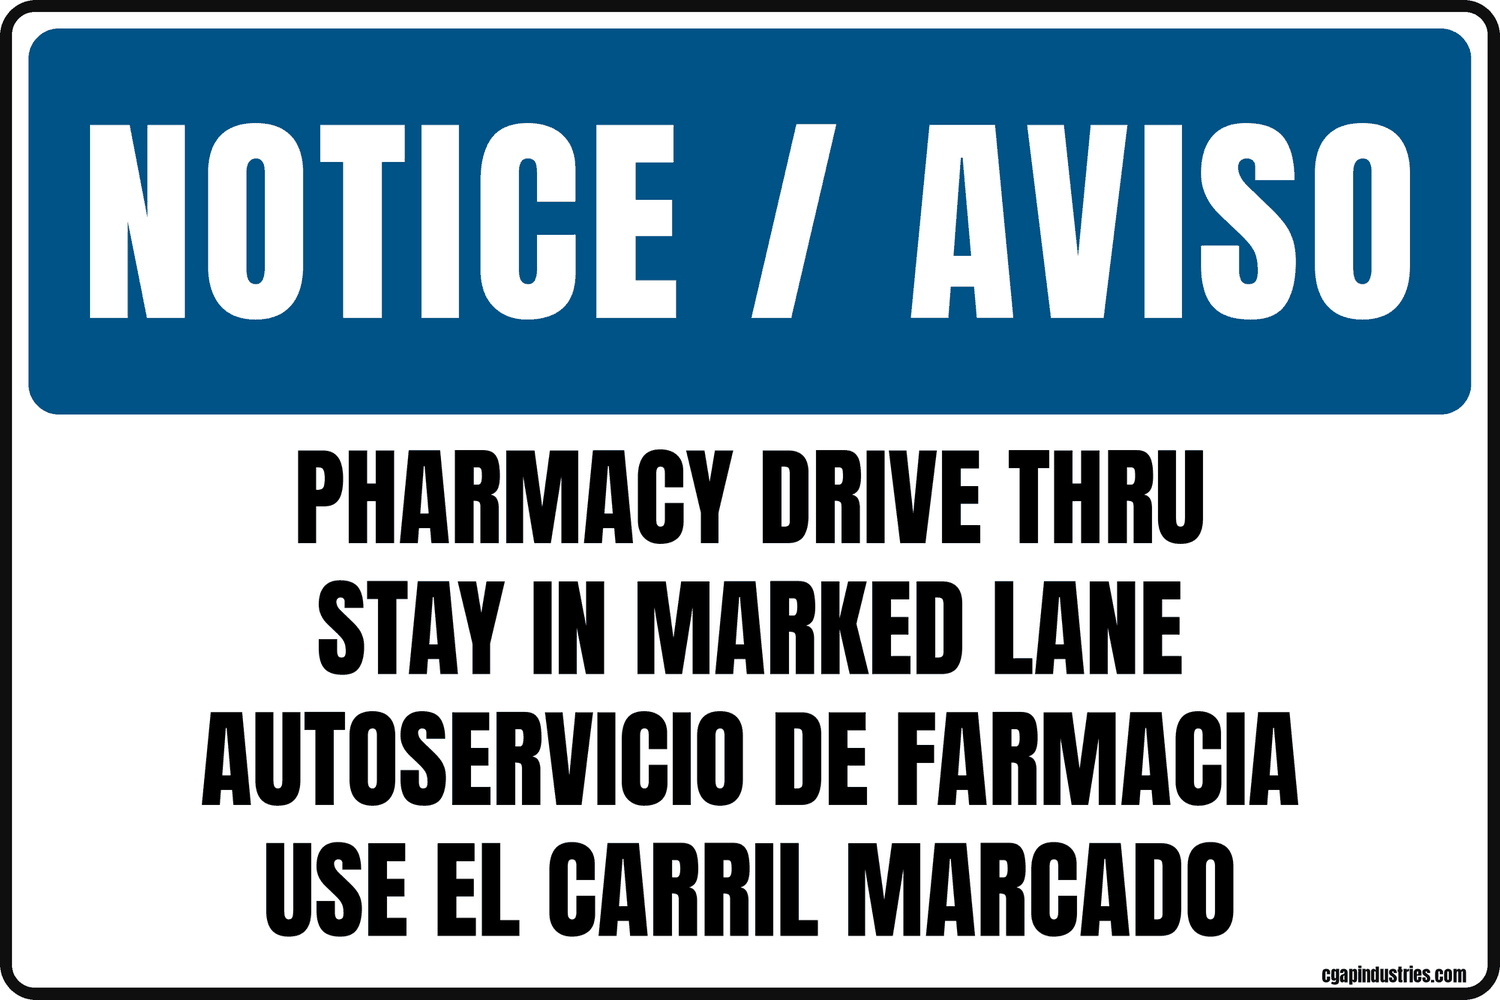 NOTICE / AVISO
PHARMACY DRIVE THRU
STAY IN MARKED LANE
AUTOSERVICIO DE FARMACIA
USE EL CARRIL MARCADO
cgapindustries.com